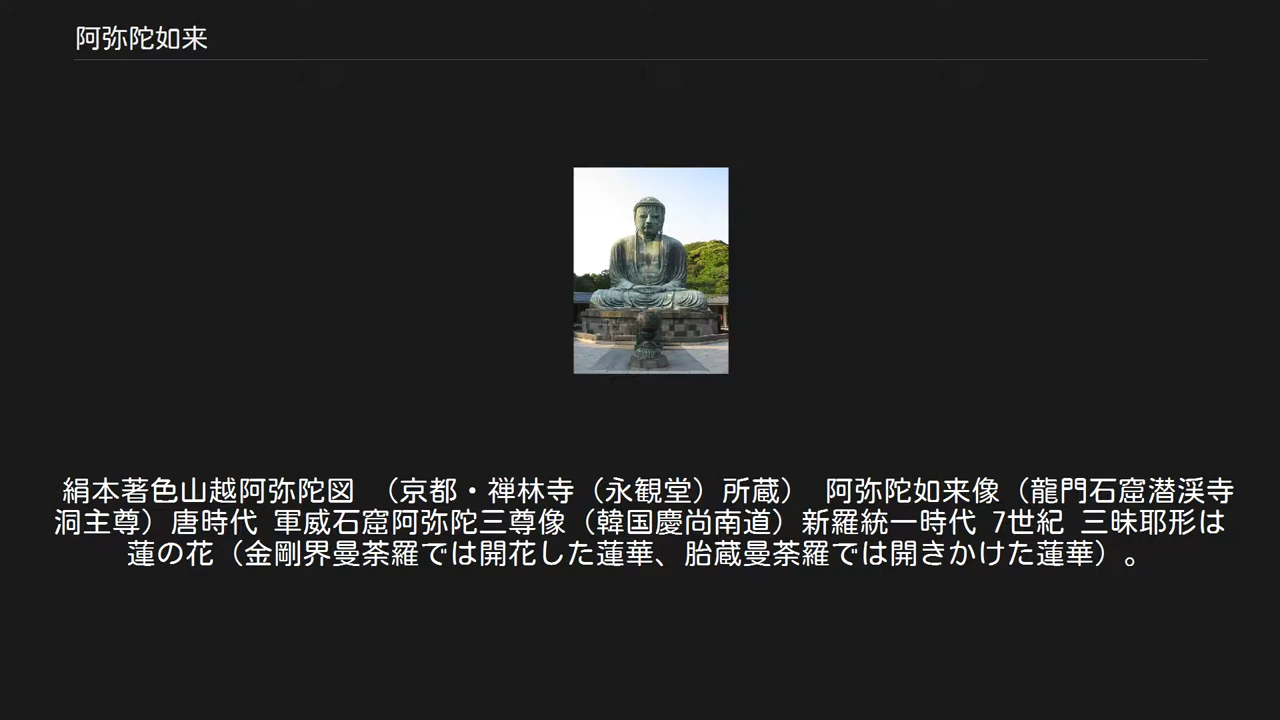 阿弥陀如来
絹本著色山越阿弥陀図 （京都・禅林寺（永観堂）所蔵） 阿弥陀如来像（龍門石窟潜渓寺
洞主尊）唐時代 軍威石窟阿弥陀三尊像（韓国慶尚南道）新羅統一時代 7世紀 三昧耶形は
蓮の花（金剛界曼荼羅では開花した蓮華、胎蔵曼荼羅では開きかけた蓮華）。